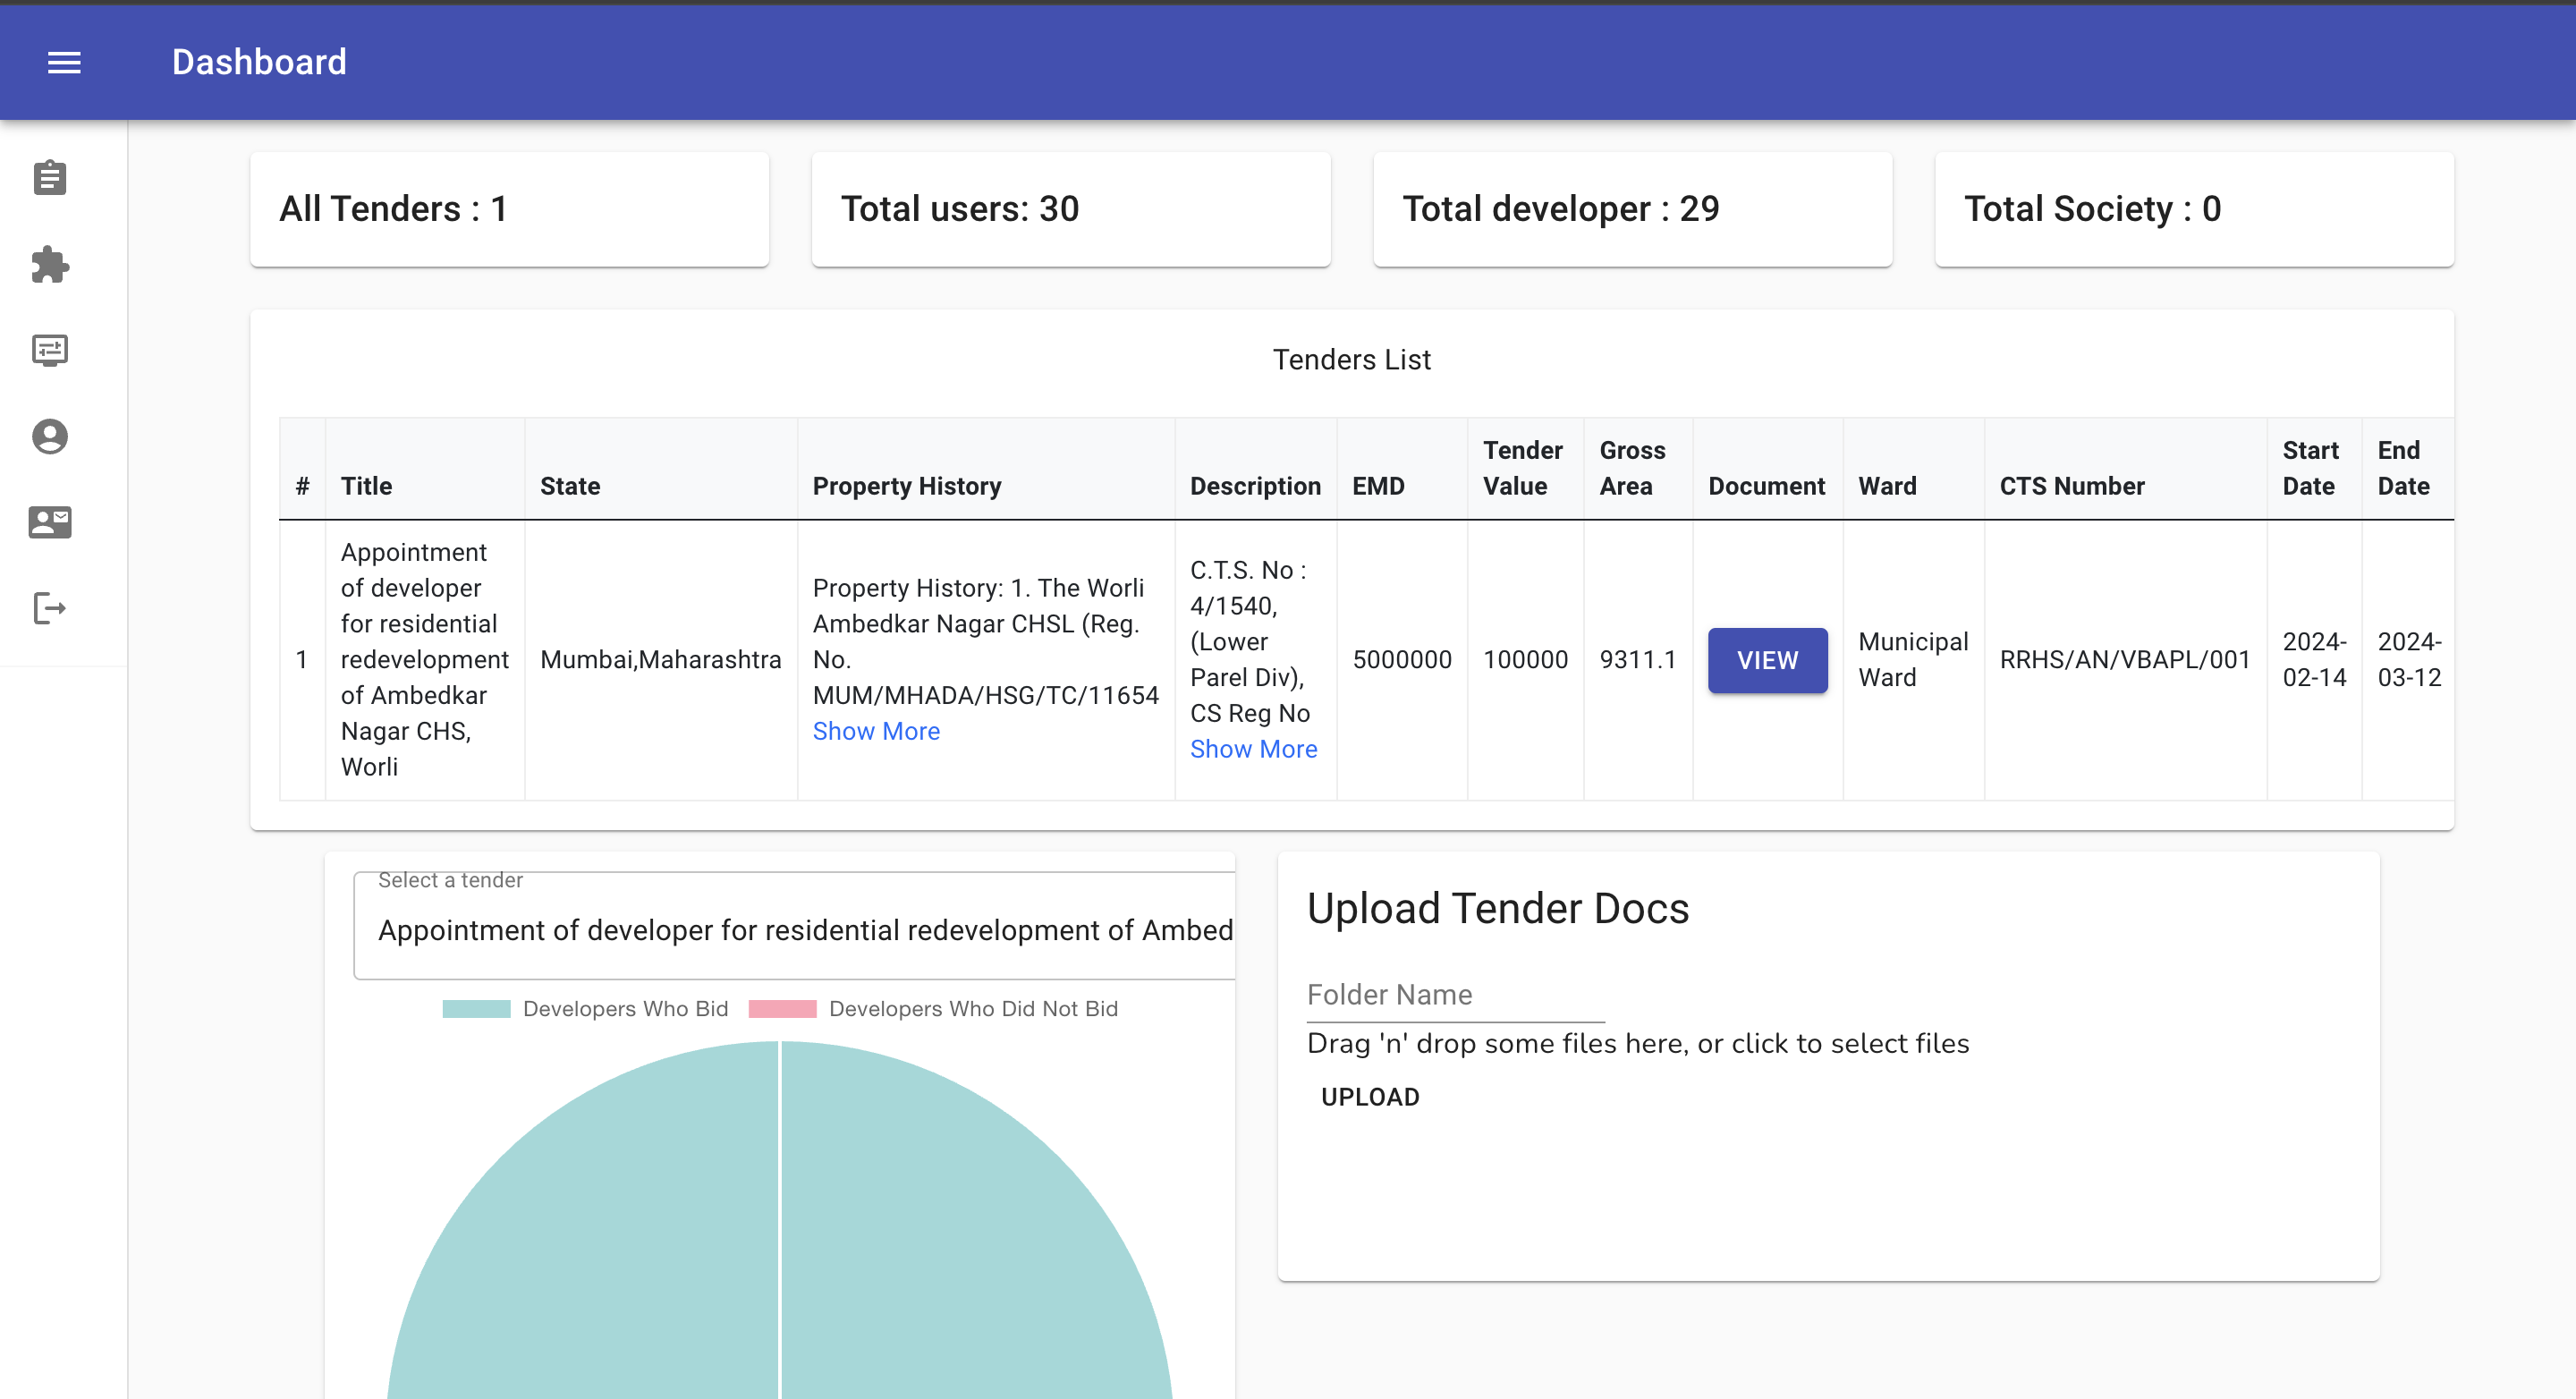 Dashboard
All Tenders : 1
Total users: 30
Total developer : 29
Total Society : 0
Tenders List
#
Title
State
Property History
Description
EMD
Tender
Value
Gross
Area
Document
Ward
CTS Number
Start
Date
End
Date
1
Appointment
of developer
for residential
redevelopment
of Ambedkar
Nagar CHS,
Worli
Mumbai,Maharashtra
Property History: 1. The Worli
Ambedkar Nagar CHSL (Reg.
No.
MUM/MHADA/HSG/TC/11654
Show More
C.T.S. No :
4/1540,
(Lower
Parel Div),
CS Reg No
Show More
5000000
100000
9311.1
VIEW
Municipal
Ward
RRHS/AN/VBAPL/001
2024-
02-14
2024-
03-12
Select a tender
Appointment of developer for residential redevelopment of Ambed
Developers Who Bid
Developers Who Did Not Bid
Upload Tender Docs
Folder Name
Drag 'n' drop some files here, or click to select files
UPLOAD